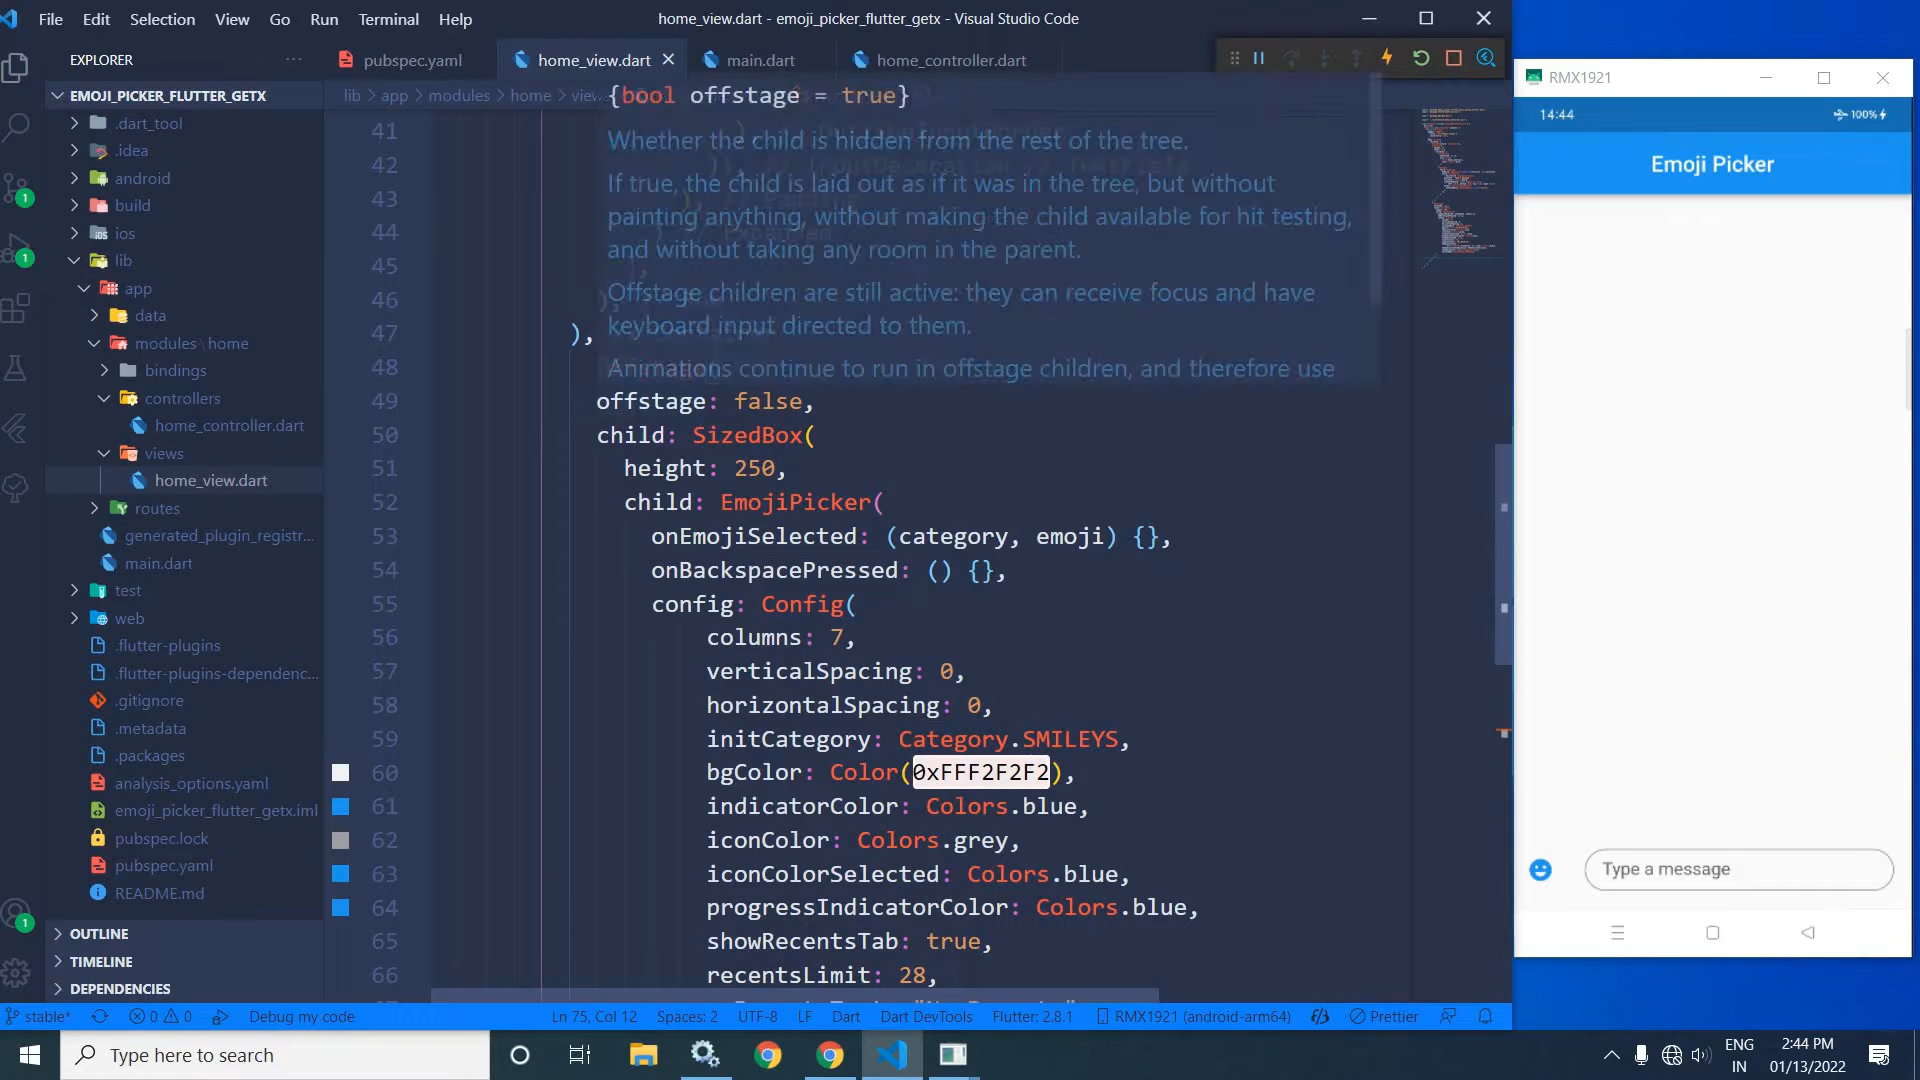 File Edit Selection View Go Run Terminal Help
home_view.dart - emoji_picker_flutter_getx - Visual Studio Code
EXPLORER
pubspec.yaml
home_view.dart
main.dart
home_controller.dart
EMOJI_PICKER_FLUTTER_GETX
lib > app > modules > home >
.dart_tool
.idea
android
build
ios
lib
app
data
modules \ home
bindings
controllers
home_controller.dart
views
home_view.dart
routes
generated_plugin_registr...
main.dart
test
web
.flutter-plugins
.flutter-plugins-dependenc...
.gitignore
.metadata
.packages
analysis_options.yaml
emoji_picker_flutter_getx.iml
pubspec.lock
pubspec.yaml
README.md
OUTLINE
TIMELINE
DEPENDENCIES
{bool offstage = true}
Whether the child is hidden from the rest of the tree.
If true, the child is laid out as if it was in the tree, but without
painting anything, without making the child available for hit testing,
and without taking any room in the parent.
Offstage children are still active: they can receive focus and have
keyboard input directed to them.
Animations continue to run in offstage children, and therefore use
41
42
43
44
45
46
47 ),
48
49 offstage: false,
50 child: SizedBox(
51 height: 250,
52 child: EmojiPicker(
53 onEmojiSelected: (category, emoji) {},
54 onBackspacePressed: () {},
55 config: Config(
56 columns: 7,
57 verticalSpacing: 0,
58 horizontalSpacing: 0,
59 initCategory: Category.SMILEYS,
60 bgColor: Color(0xFFF2F2F2),
61 indicatorColor: Colors.blue,
62 iconColor: Colors.grey,
63 iconColorSelected: Colors.blue,
64 progressIndicatorColor: Colors.blue,
65 showRecentsTab: true,
66 recentsLimit: 28,
RMX1921
14:44
100%
Emoji Picker
Type a message
1
1
1
stable* 0 0 Debug my code Ln 75, Col 12 Spaces: 2 UTF-8 LF Dart Dart DevTools Flutter: 2.8.1 RMX1921 (android-arm64) Prettier
Type here to search
ENG
IN
2:44 PM
01/13/2022